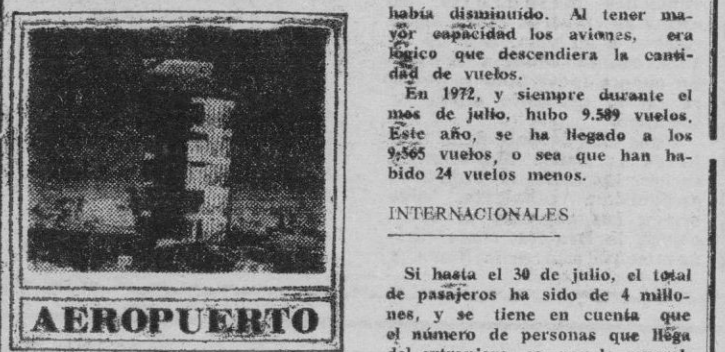 AEROPUERTO
había disminuído. Al tener ma-
yor capacidad los aviones, era
lógico que descendiera la canti-
dad de vuelos.
En 1972, y siempre durante el
mes de julio, hubo 9.589 vuelos.
Este año, se ha llegado a los
9.565 vuelos, o sea que han ha-
bido 24 vuelos menos.
INTERNACIONALES
Si hasta el 30 de julio, el total
de pasajeros ha sido de 4 millo-
nes, y se tiene en cuenta que
el número de personas que llega